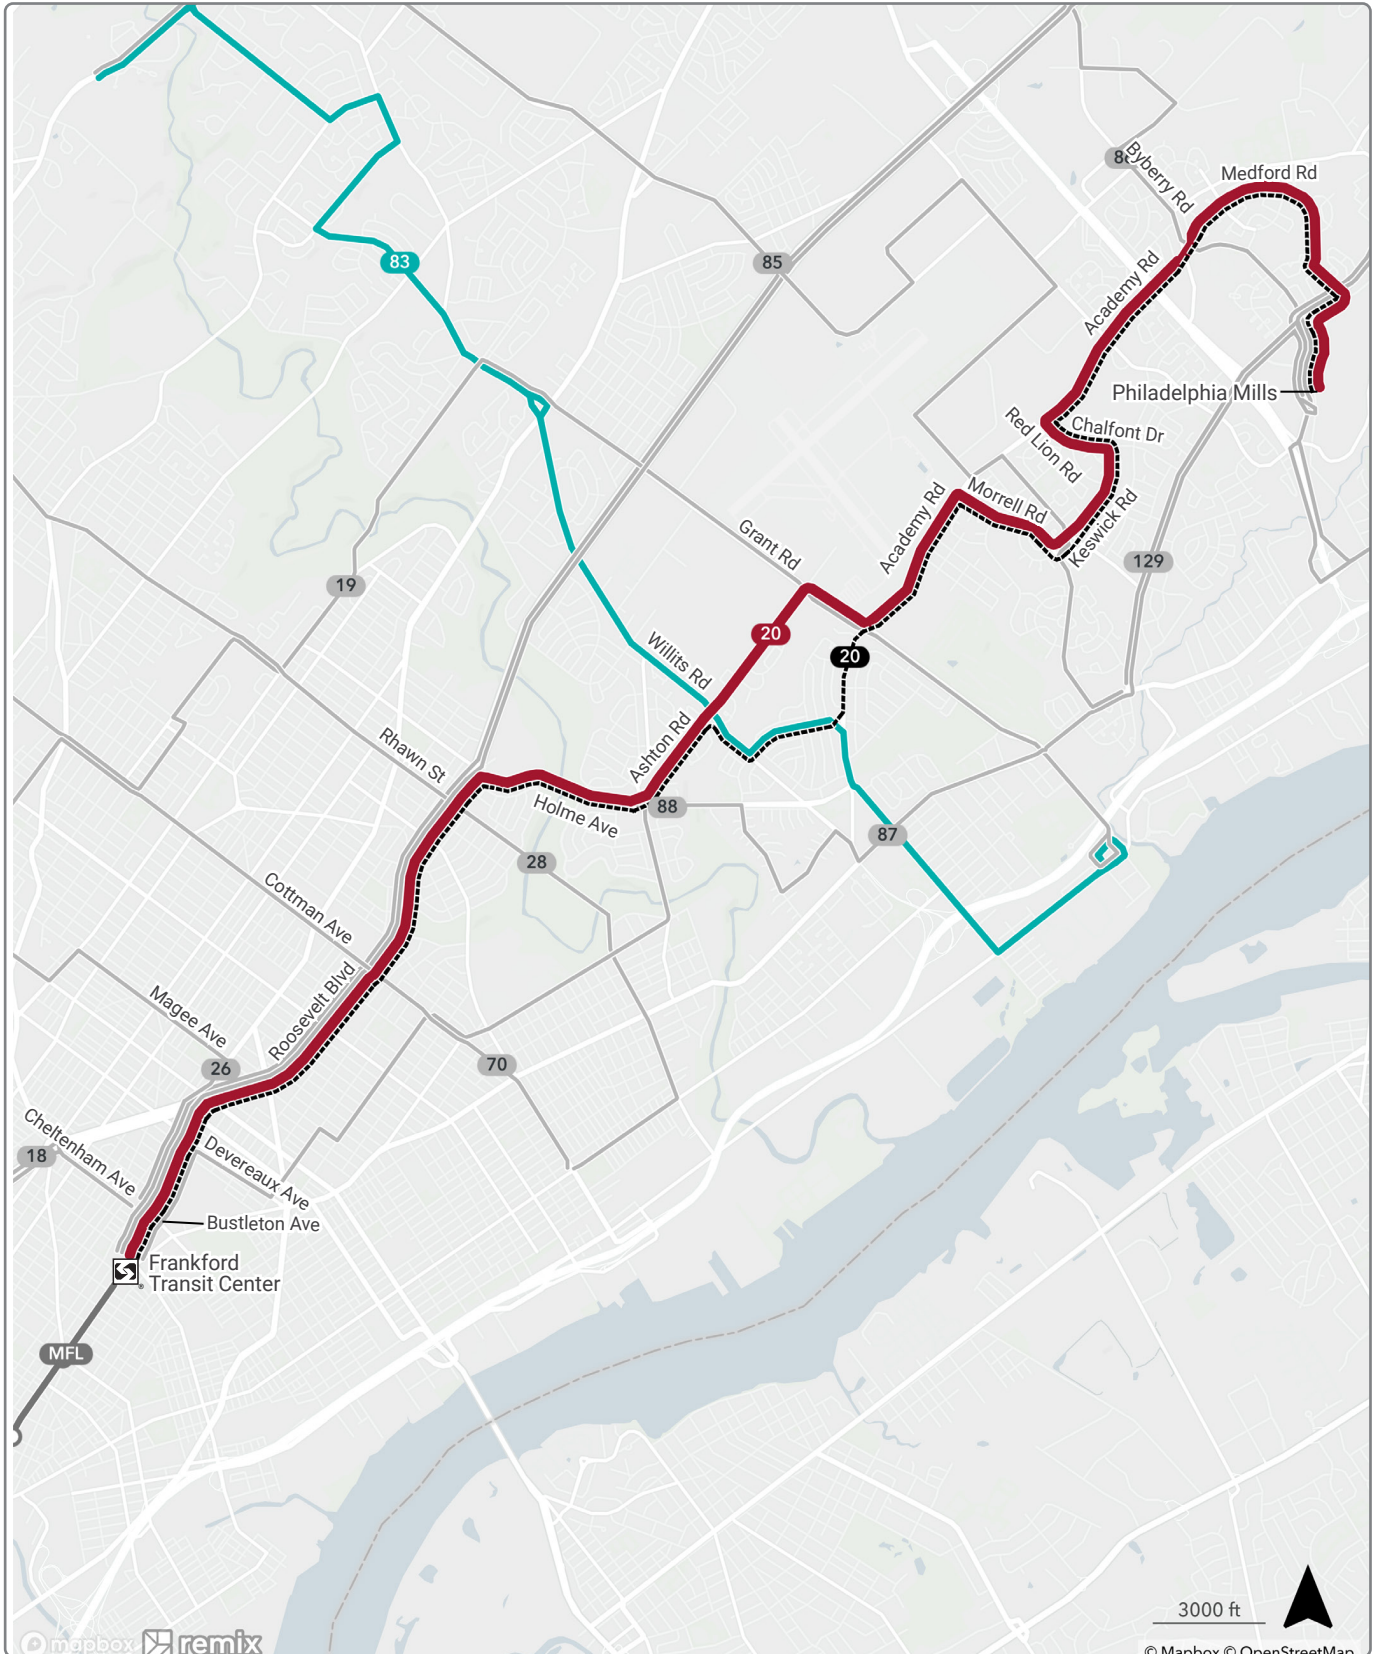 83
85
Byberry Rd
Medford Rd
Academy Rd
Philadelphia Mills
Red Lion Rd
Chalfont Dr
Morrell Rd
Academy Rd
Keswick Rd
129
Grant Rd
19
20
20
Willits Rd
Ashton Rd
Rhawn St
Holme Ave
88
87
28
Cottman Ave
Roosevelt Blvd
Magee Ave
26
70
Cheltenham Ave
18
Devereaux Ave
Bustleton Ave
Frankford
Transit Center
MFL
3000 ft
mapbox remix
© Mapbox © OpenStreetMap